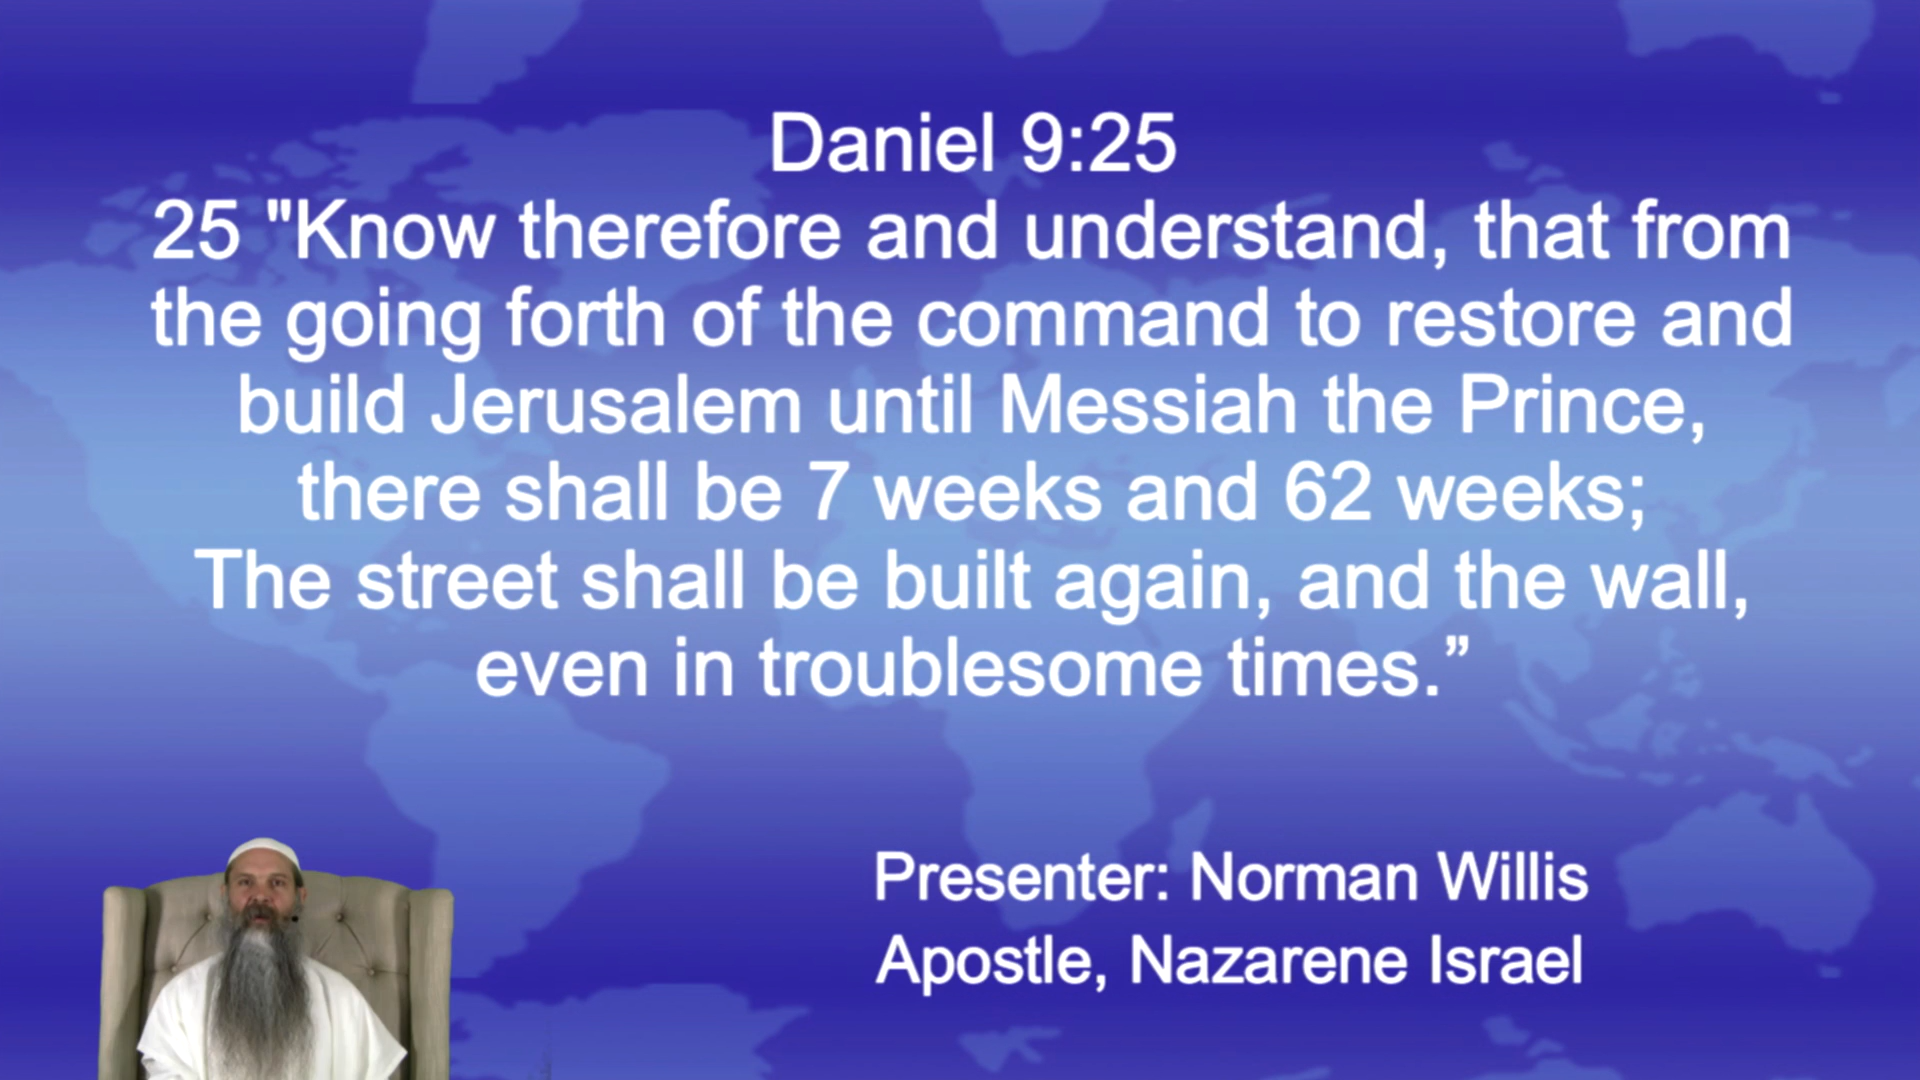 Daniel 9:25
25 "Know therefore and understand, that from
the going forth of the command to restore and
build Jerusalem until Messiah the Prince,
there shall be 7 weeks and 62 weeks;
The street shall be built again, and the wall,
even in troublesome times.”
Presenter: Norman Willis
Apostle, Nazarene Israel